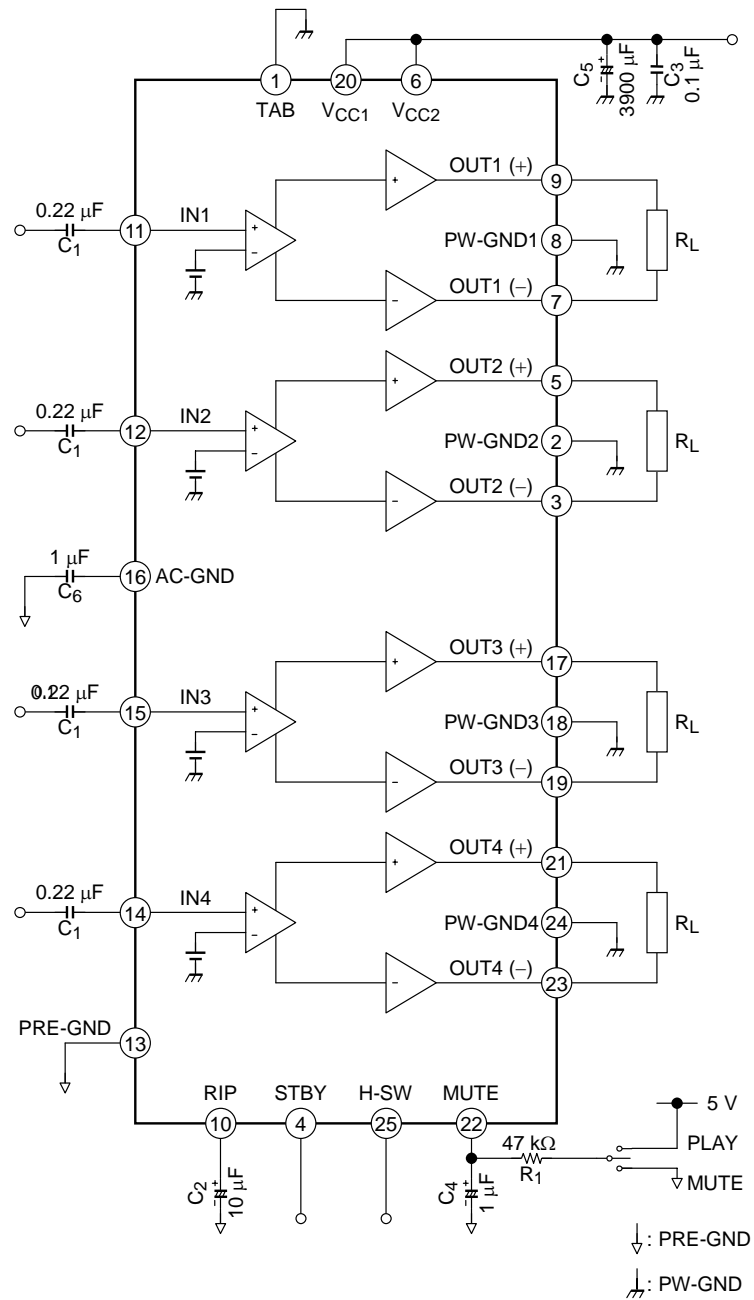 1
TAB
20
VCC1
6
VCC2
C5
3900 µF
C3
0.1 µF
0.22 µF
C1
11
IN1
OUT1 (+)
9
PW-GND1
8
OUT1 (−)
7
RL
0.22 µF
C1
12
IN2
OUT2 (+)
5
PW-GND2
2
OUT2 (−)
3
RL
1 µF
C6
16
AC-GND
C1
15
IN3
OUT3 (+)
17
PW-GND3
18
OUT3 (−)
19
RL
0.22 µF
C1
14
IN4
OUT4 (+)
21
PW-GND4
24
OUT4 (−)
23
RL
PRE-GND
13
RIP
10
STBY
4
H-SW
25
MUTE
22
C2
10 µF
C4
1 µF
47 kΩ
R1
5 V
PLAY
MUTE
: PRE-GND
: PW-GND